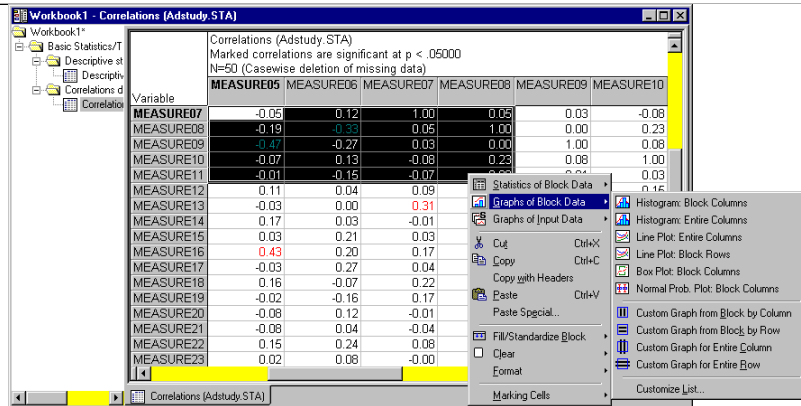 Workbook1 - Correlations (Adstudy.STA)
Workbook1*
Basic Statistics/T
Descriptive st
Descriptiv
Correlations d
Correlation
Correlations (Adstudy.STA)
Marked correlations are significant at p < .05000
N=50 (Casewise deletion of missing data)
Variable MEASURE05 MEASURE06 MEASURE07 MEASURE08 MEASURE09 MEASURE10
MEASURE07 -0.05 0.12 1.00 0.05 0.03 -0.08
MEASURE08 -0.19 -0.33 0.05 1.00 0.00 0.23
MEASURE09 -0.47 -0.27 0.03 0.00 1.00 0.08
MEASURE10 -0.07 0.13 -0.08 0.23 0.08 1.00
MEASURE11 -0.01 -0.15 -0.07 0.03
MEASURE12 0.11 0.04 0.09 0.16
MEASURE13 -0.03 0.00 0.31
MEASURE14 0.17 0.03 -0.01
MEASURE15 0.03 0.21 0.03
MEASURE16 0.43 0.20 0.17
MEASURE17 -0.03 0.27 0.04
MEASURE18 0.16 -0.07 0.22
MEASURE19 -0.02 -0.16 0.17
MEASURE20 -0.08 0.12 -0.01
MEASURE21 -0.08 0.04 -0.04
MEASURE22 0.15 0.24 0.08
MEASURE23 0.02 0.08 -0.00
Correlations (Adstudy.STA)
Statistics of Block Data
Graphs of Block Data
Graphs of Input Data
Cut Ctrl+X
Copy Ctrl+C
Copy with Headers
Paste Ctrl+V
Paste Special...
Fill/Standardize Block
Clear
Format
Marking Cells
Histogram: Block Columns
Histogram: Entire Columns
Line Plot: Entire Columns
Line Plot: Block Rows
Box Plot: Block Columns
Normal Prob. Plot: Block Columns
Custom Graph from Block by Column
Custom Graph from Block by Row
Custom Graph for Entire Column
Custom Graph for Entire Row
Customize List...